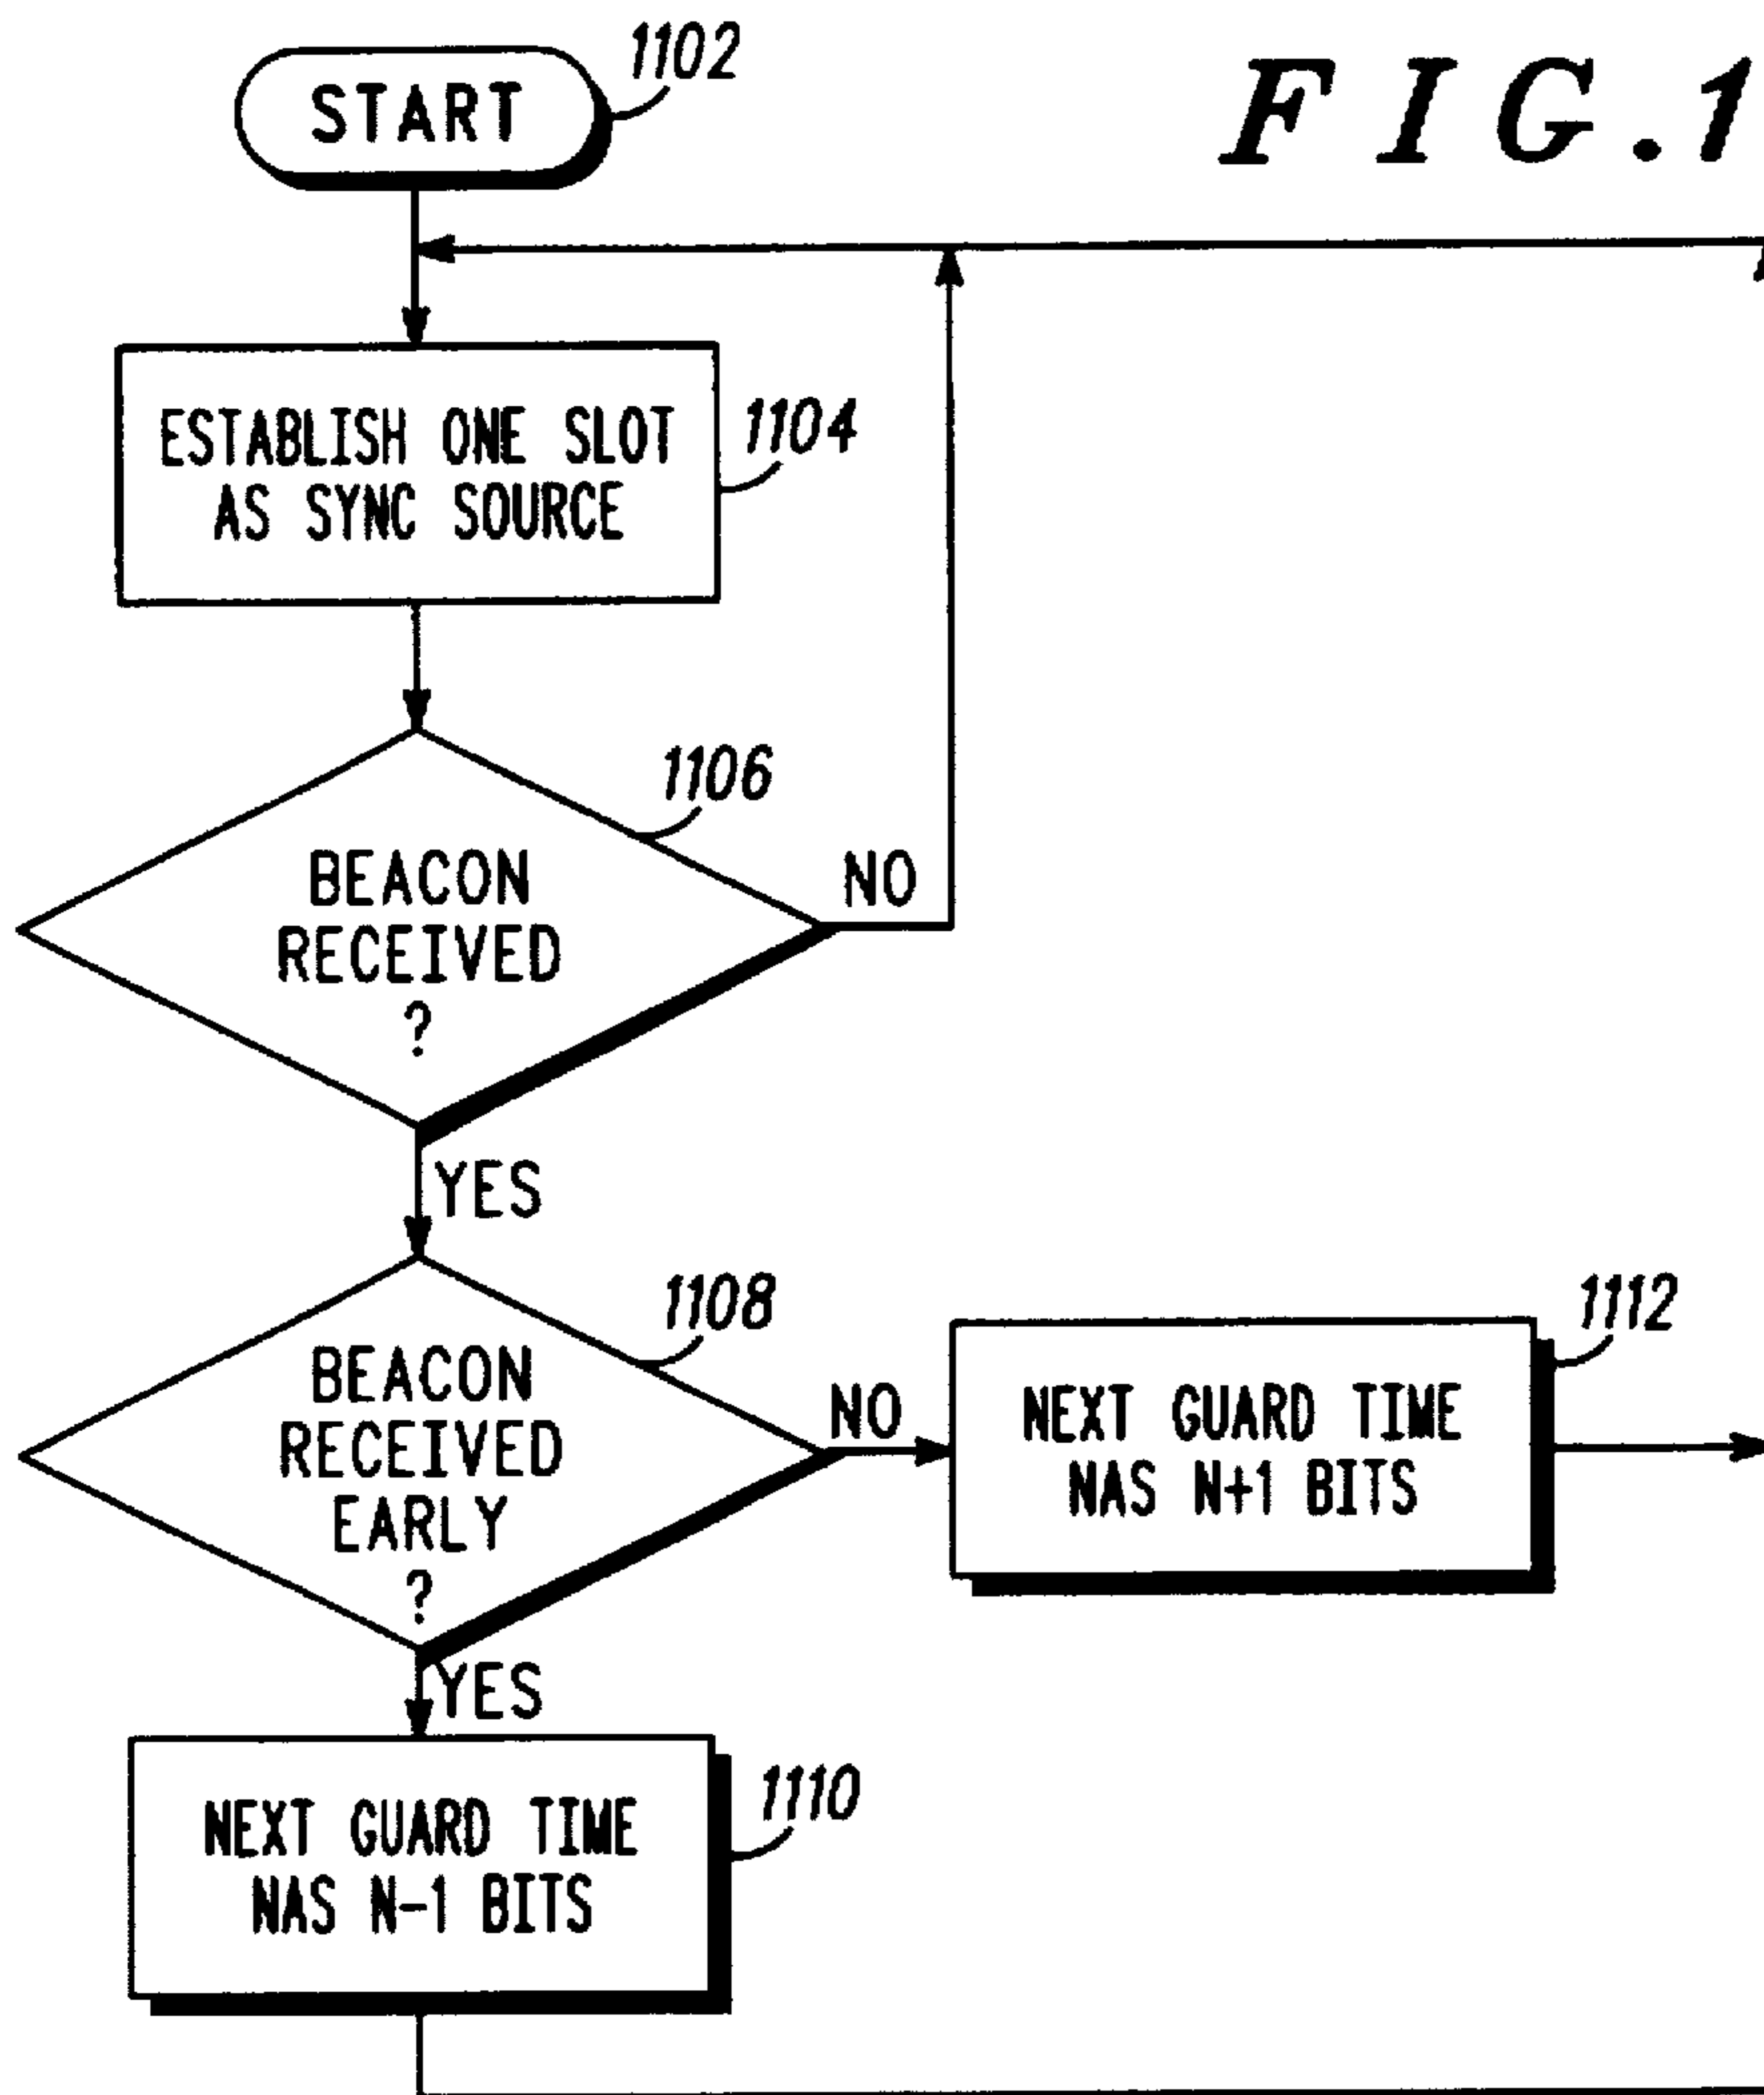 1102
START
FIG.1
ESTABLISH ONE SLOT
AS SYNC SOURCE
1104
1106
BEACON
RECEIVED
?
NO
YES
1108
BEACON
RECEIVED
EARLY
?
NO
1112
NEXT GUARD TIME
NAS N+1 BITS
YES
1110
NEXT GUARD TIME
NAS N-1 BITS